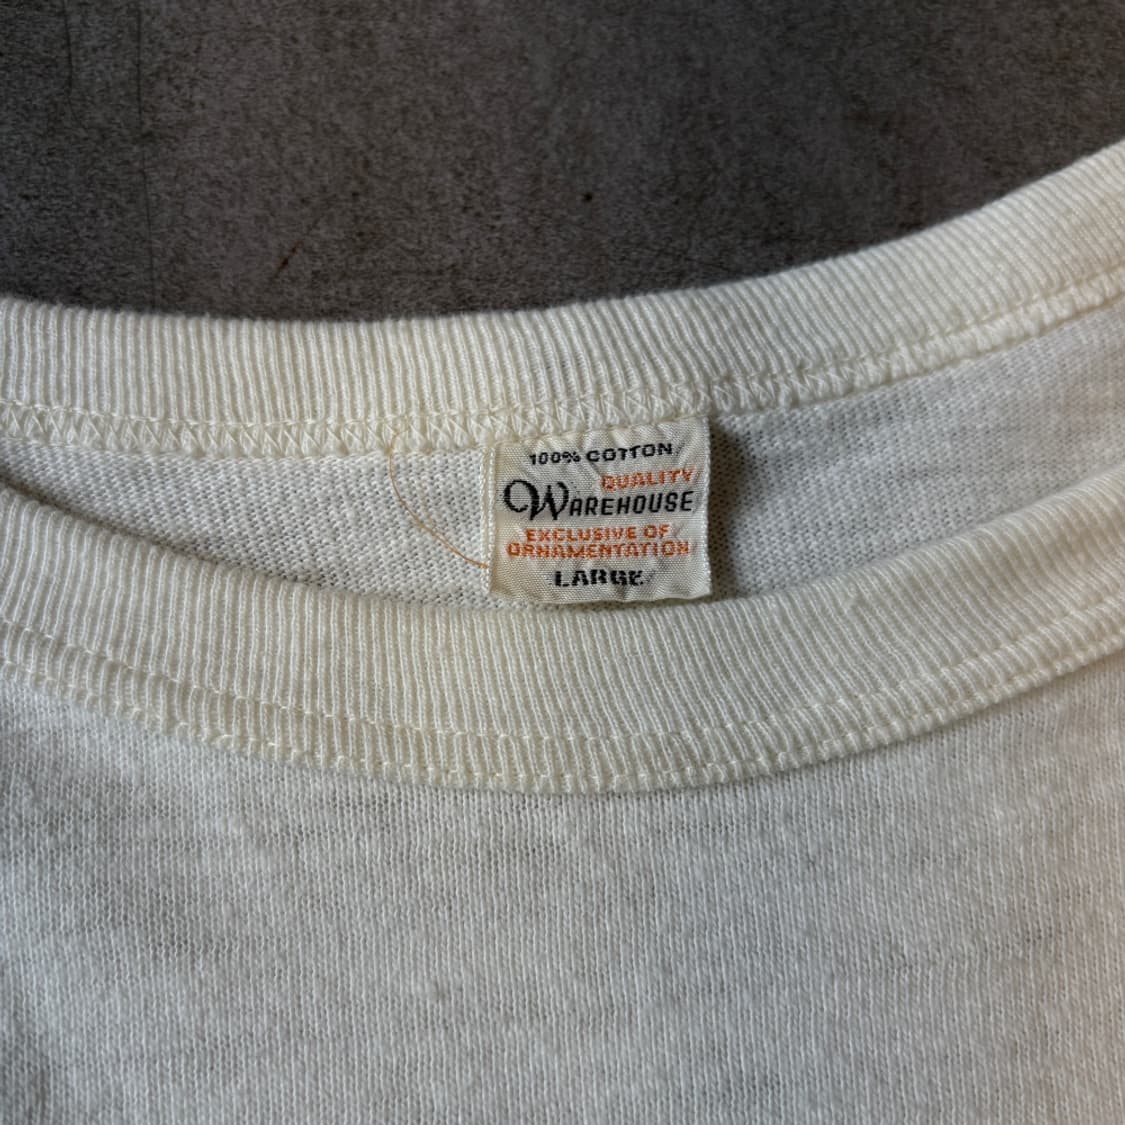 100% COTTON
QUALITY
WAREHOUSE
EXCLUSIVE OF
ORNAMENTATION
LARGE